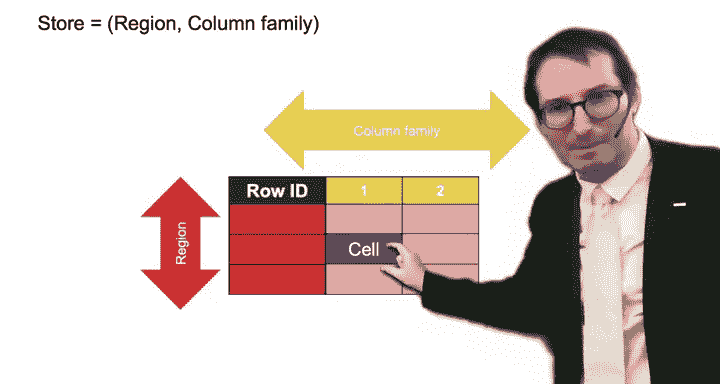 Store = (Region, Column family)
Column family
Row ID 1 2
Region
Cell